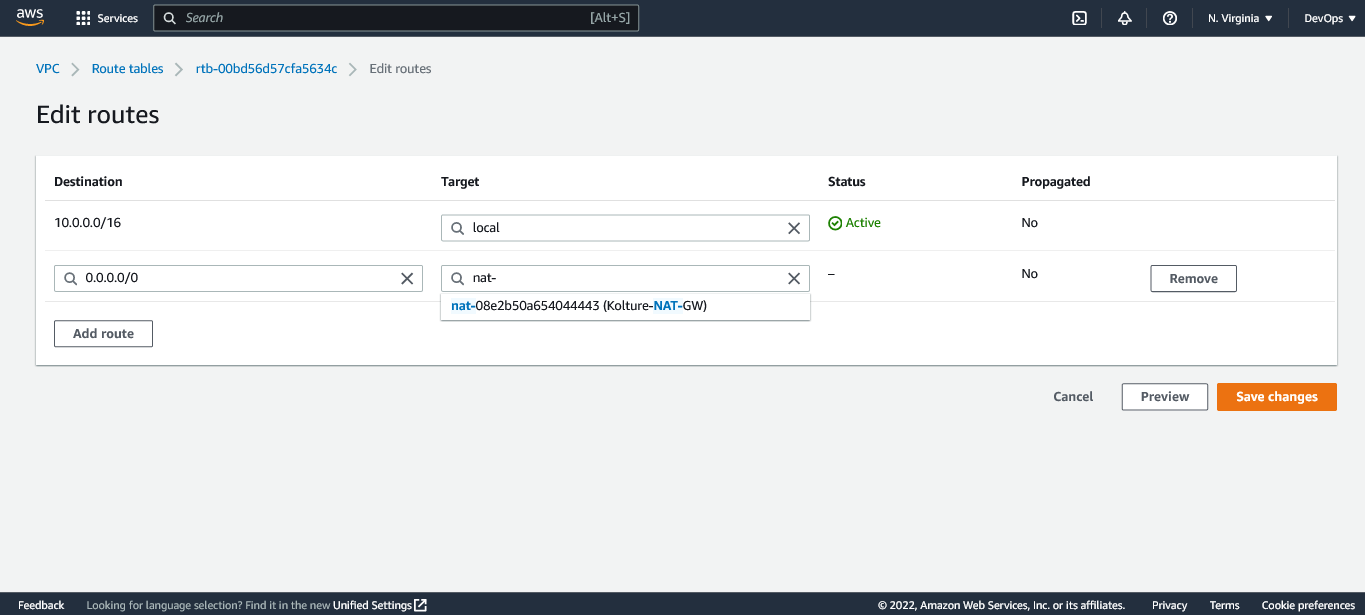 aws Services Search [Alt+S] N. Virginia DevOps
VPC Route tables rtb-00bd56d57cfa5634c Edit routes
Edit routes
Destination Target Status Propagated
10.0.0.0/16 local Active No
0.0.0.0/0 nat- – No Remove
nat-08e2b50a654044443 (Kolture-NAT-GW)
Add route
Cancel Preview Save changes
Feedback Looking for language selection? Find it in the new Unified Settings © 2022, Amazon Web Services, Inc. or its affiliates. Privacy Terms Cookie preferences